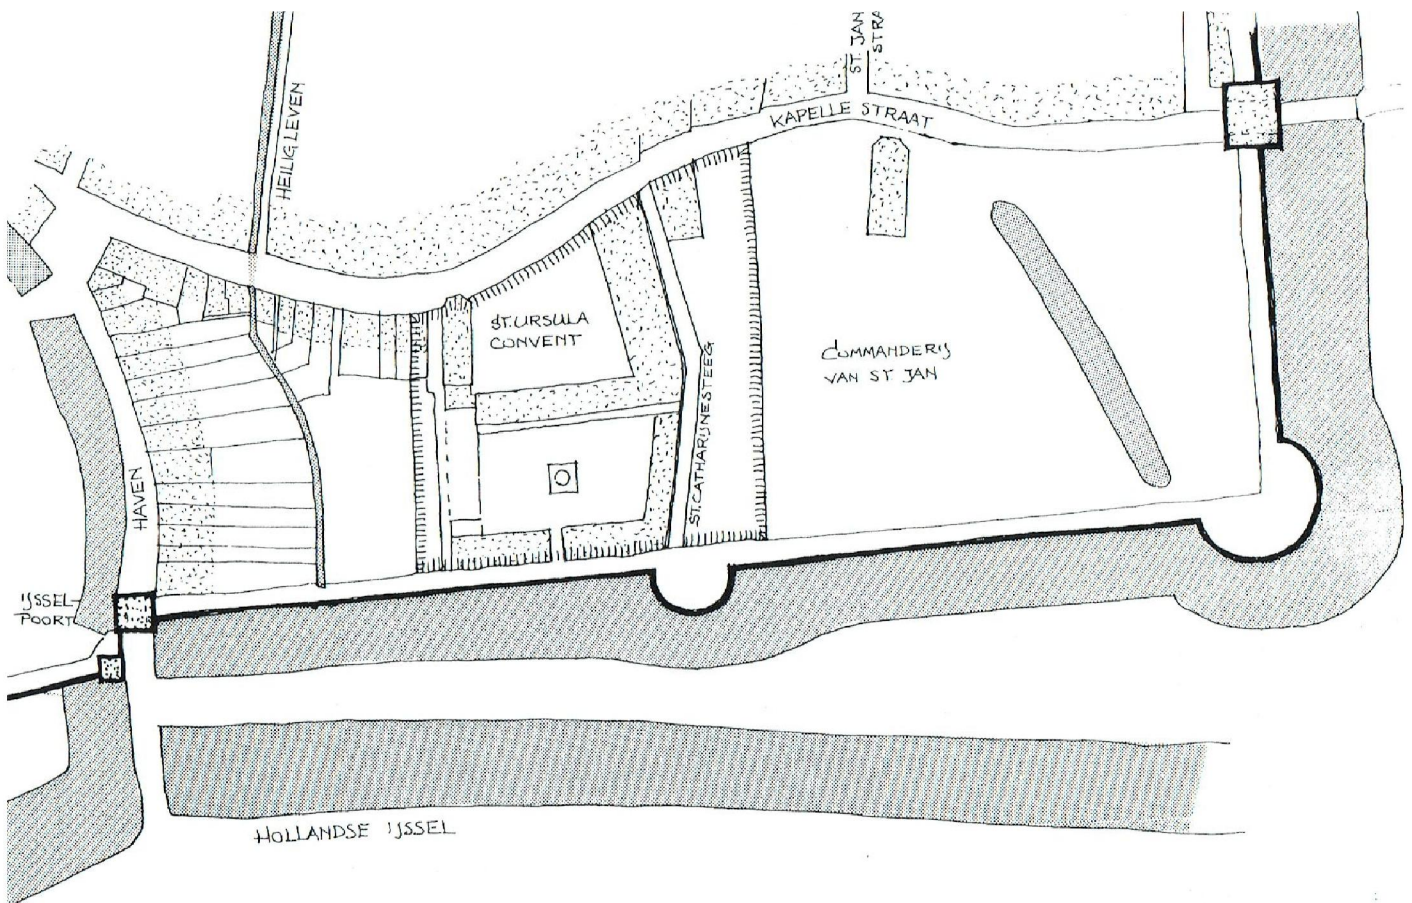 ST. JAN
STRA
HEILIG LEVEN
KAPELLE STRAAT
ST. URSULA
CONVENT
COMMANDERIJ
VAN ST JAN
ST. CATHARIJNESTEEG
HAVEN
IJSSEL-
POORT
HOLLANDSE IJSSEL